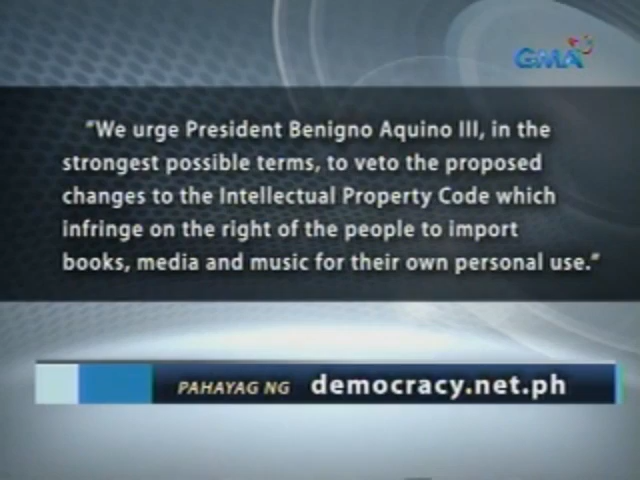 GMA
"We urge President Benigno Aquino III, in the
strongest possible terms, to veto the proposed
changes to the Intellectual Property Code which
infringe on the right of the people to import
books, media and music for their own personal use."
PAHAYAG NG democracy.net.ph